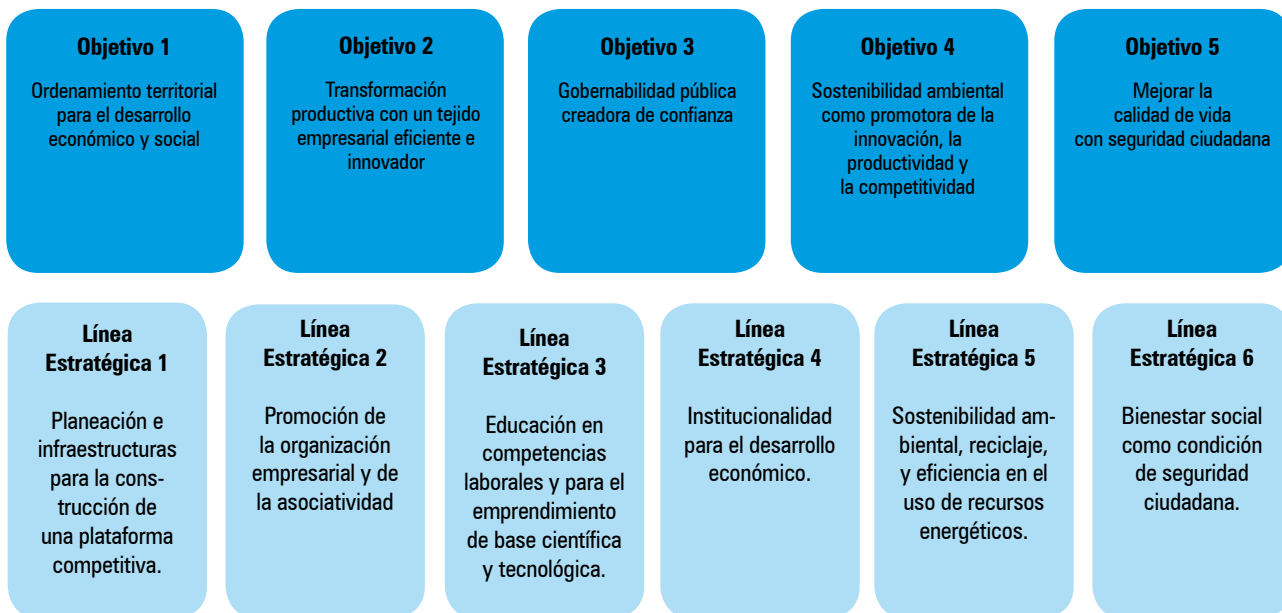 Objetivo 1
Ordenamiento territorial
para el desarrollo
económico y social
Objetivo 2
Transformación
productiva con un tejido
empresarial eficiente e
innovador
Objetivo 3
Gobernabilidad pública
creadora de confianza
Objetivo 4
Sostenibilidad ambiental
como promotora de la
innovación, la
productividad y
la competitividad
Objetivo 5
Mejorar la
calidad de vida
con seguridad ciudadana
Línea
Estratégica 1
Planeación e
infraestructuras
para la cons-
trucción de
una plataforma
competitiva.
Línea
Estratégica 2
Promoción de
la organización
empresarial y de
la asociatividad
Línea
Estratégica 3
Educación en
competencias
laborales y para el
emprendimiento
de base científica
y tecnológica.
Línea
Estratégica 4
Institucionalidad
para el desarrollo
económico.
Línea
Estratégica 5
Sostenibilidad am-
biental, reciclaje,
y eficiencia en el
uso de recursos
energéticos.
Línea
Estratégica 6
Bienestar social
como condición
de seguridad
ciudadana.